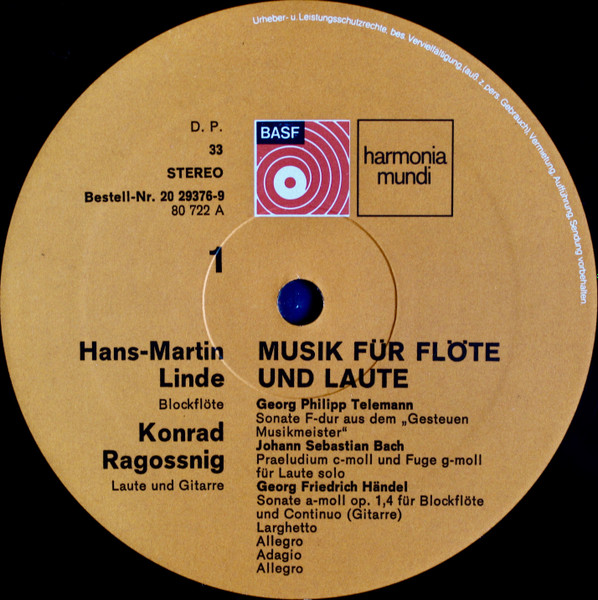 Urheber- u. Leistungsschutzrechte, bes. Vervielfältigung, (auß. z. pers. Gebrauch), Vermietung, Aufführung, Sendung vorbehalten
D. P.
33
STEREO
Bestell-Nr. 20 29376-9
80 722 A
BASF
harmonia
mundi
1
Hans-Martin
Linde
Blockflöte
Konrad
Ragossnig
Laute und Gitarre
MUSIK FÜR FLÖTE
UND LAUTE
Georg Philipp Telemann
Sonate F-dur aus dem „Gesteuen
Musikmeister“
Johann Sebastian Bach
Praeludium c-moll und Fuge g-moll
für Laute solo
Georg Friedrich Händel
Sonate a-moll op. 1,4 für Blockflöte
und Continuo (Gitarre)
Larghetto
Allegro
Adagio
Allegro